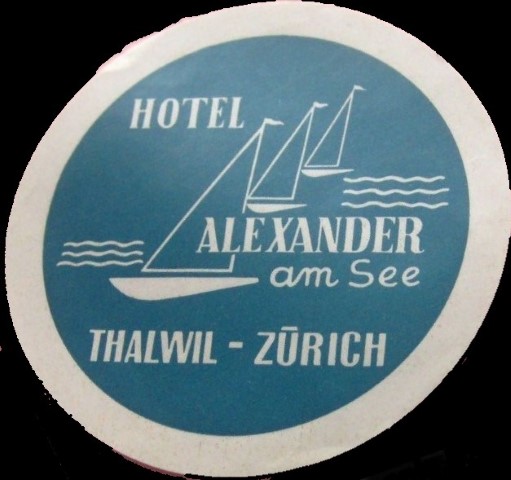 HOTEL
ALEXANDER
am See
THALWIL - ZÜRICH